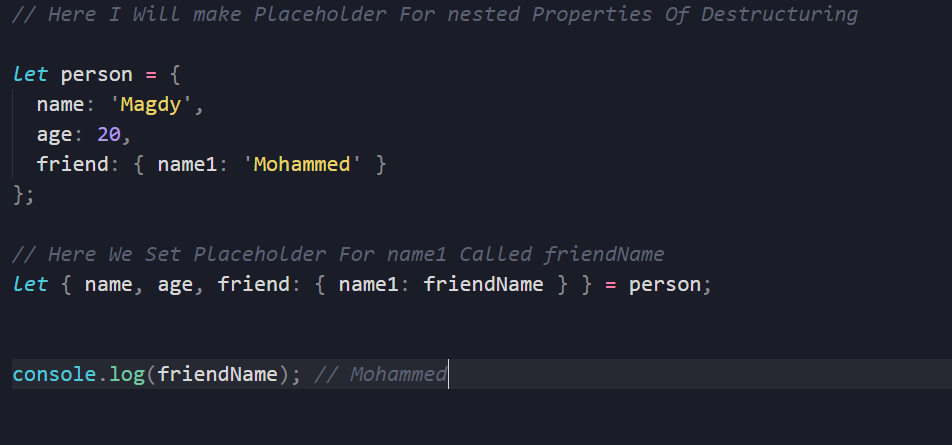 // Here I Will make Placeholder For nested Properties Of Destructuring
let person = {
name: 'Magdy',
age: 20,
friend: { name1: 'Mohammed' }
};
// Here We Set Placeholder For name1 Called friendName
let { name, age, friend: { name1: friendName } } = person;
console.log(friendName); // Mohammed